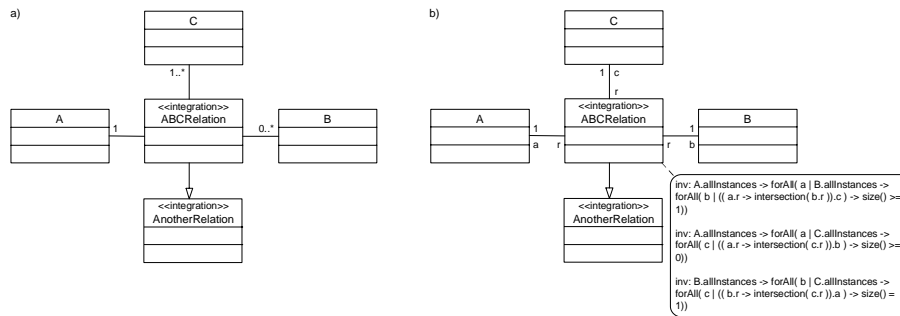 a)
C
1..*
<<integration>>
ABCRelation
A
1
0..*
B
<<integration>>
AnotherRelation
b)
C
1 c
r
<<integration>>
ABCRelation
A
1
a
r
r
1
b
B
<<integration>>
AnotherRelation
inv: A.allInstances -> forAll( a | B.allInstances ->
forAll( b | (( a.r -> intersection( b.r )).c ) -> size() >=
1))
inv: A.allInstances -> forAll( a | C.allInstances ->
forAll( c | (( a.r -> intersection( c.r )).b ) -> size() >=
0))
inv: B.allInstances -> forAll( b | C.allInstances ->
forAll( c | (( b.r -> intersection( c.r )).a ) -> size() =
1))